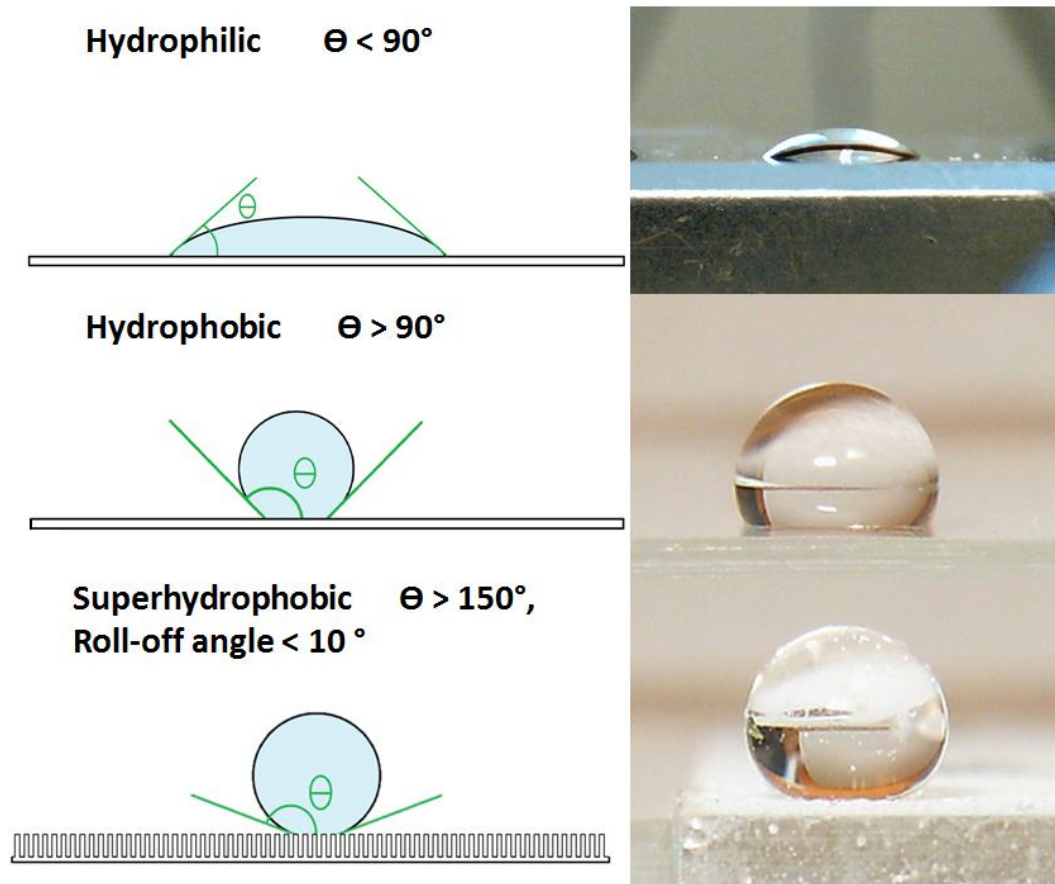 Hydrophilic ϴ < 90°
θ
Hydrophobic ϴ > 90°
θ
Superhydrophobic ϴ > 150°,
Roll-off angle < 10 °
θ